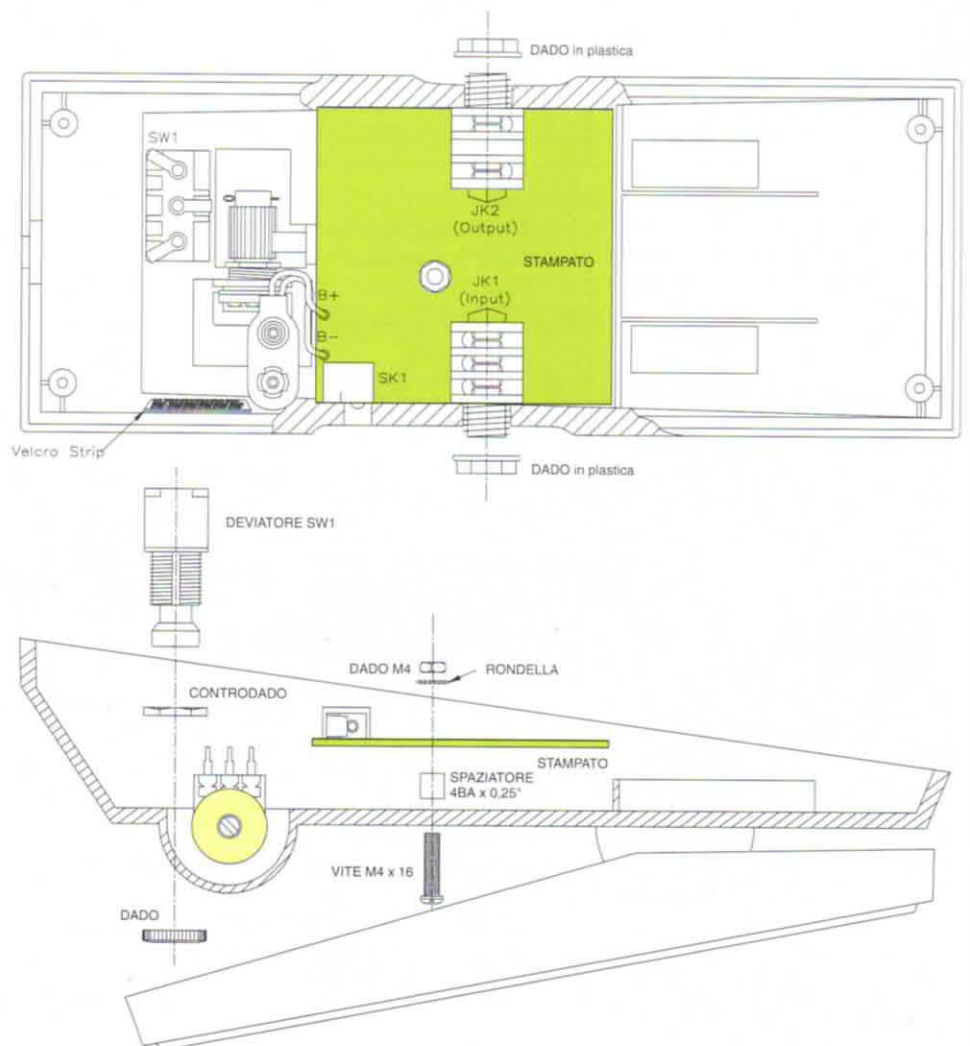 DADO in plastica
SW1
JK2
(Output)
STAMPATO
JK1
(Input)
B+
B-
SK1
Velcro Strip
DADO in plastica
DEVIATORE SW1
DADO M4
RONDELLA
CONTRODADO
STAMPATO
SPAZIATORE
4BA x 0,25"
VITE M4 x 16
DADO